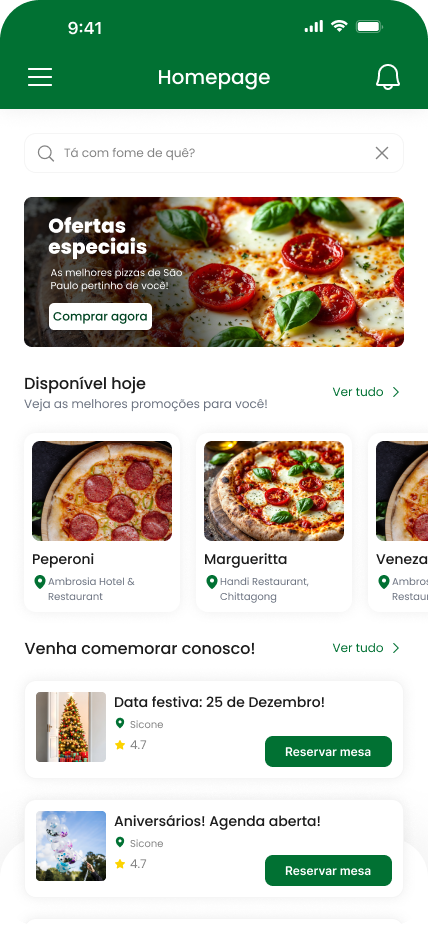 9:41
Homepage
Tá com fome de quê?
Ofertas
especiais
As melhores pizzas de São
Paulo pertinho de você!
Comprar agora
Disponível hoje
Veja as melhores promoções para você!
Ver tudo
Peperoni
Ambrosia Hotel &
Restaurant
Margueritta
Handi Restaurant,
Chittagong
Veneza
Ambros
Restaur
Venha comemorar conosco!
Ver tudo
Data festiva: 25 de Dezembro!
Sicone
4.7
Reservar mesa
Aniversários! Agenda aberta!
Sicone
4.7
Reservar mesa